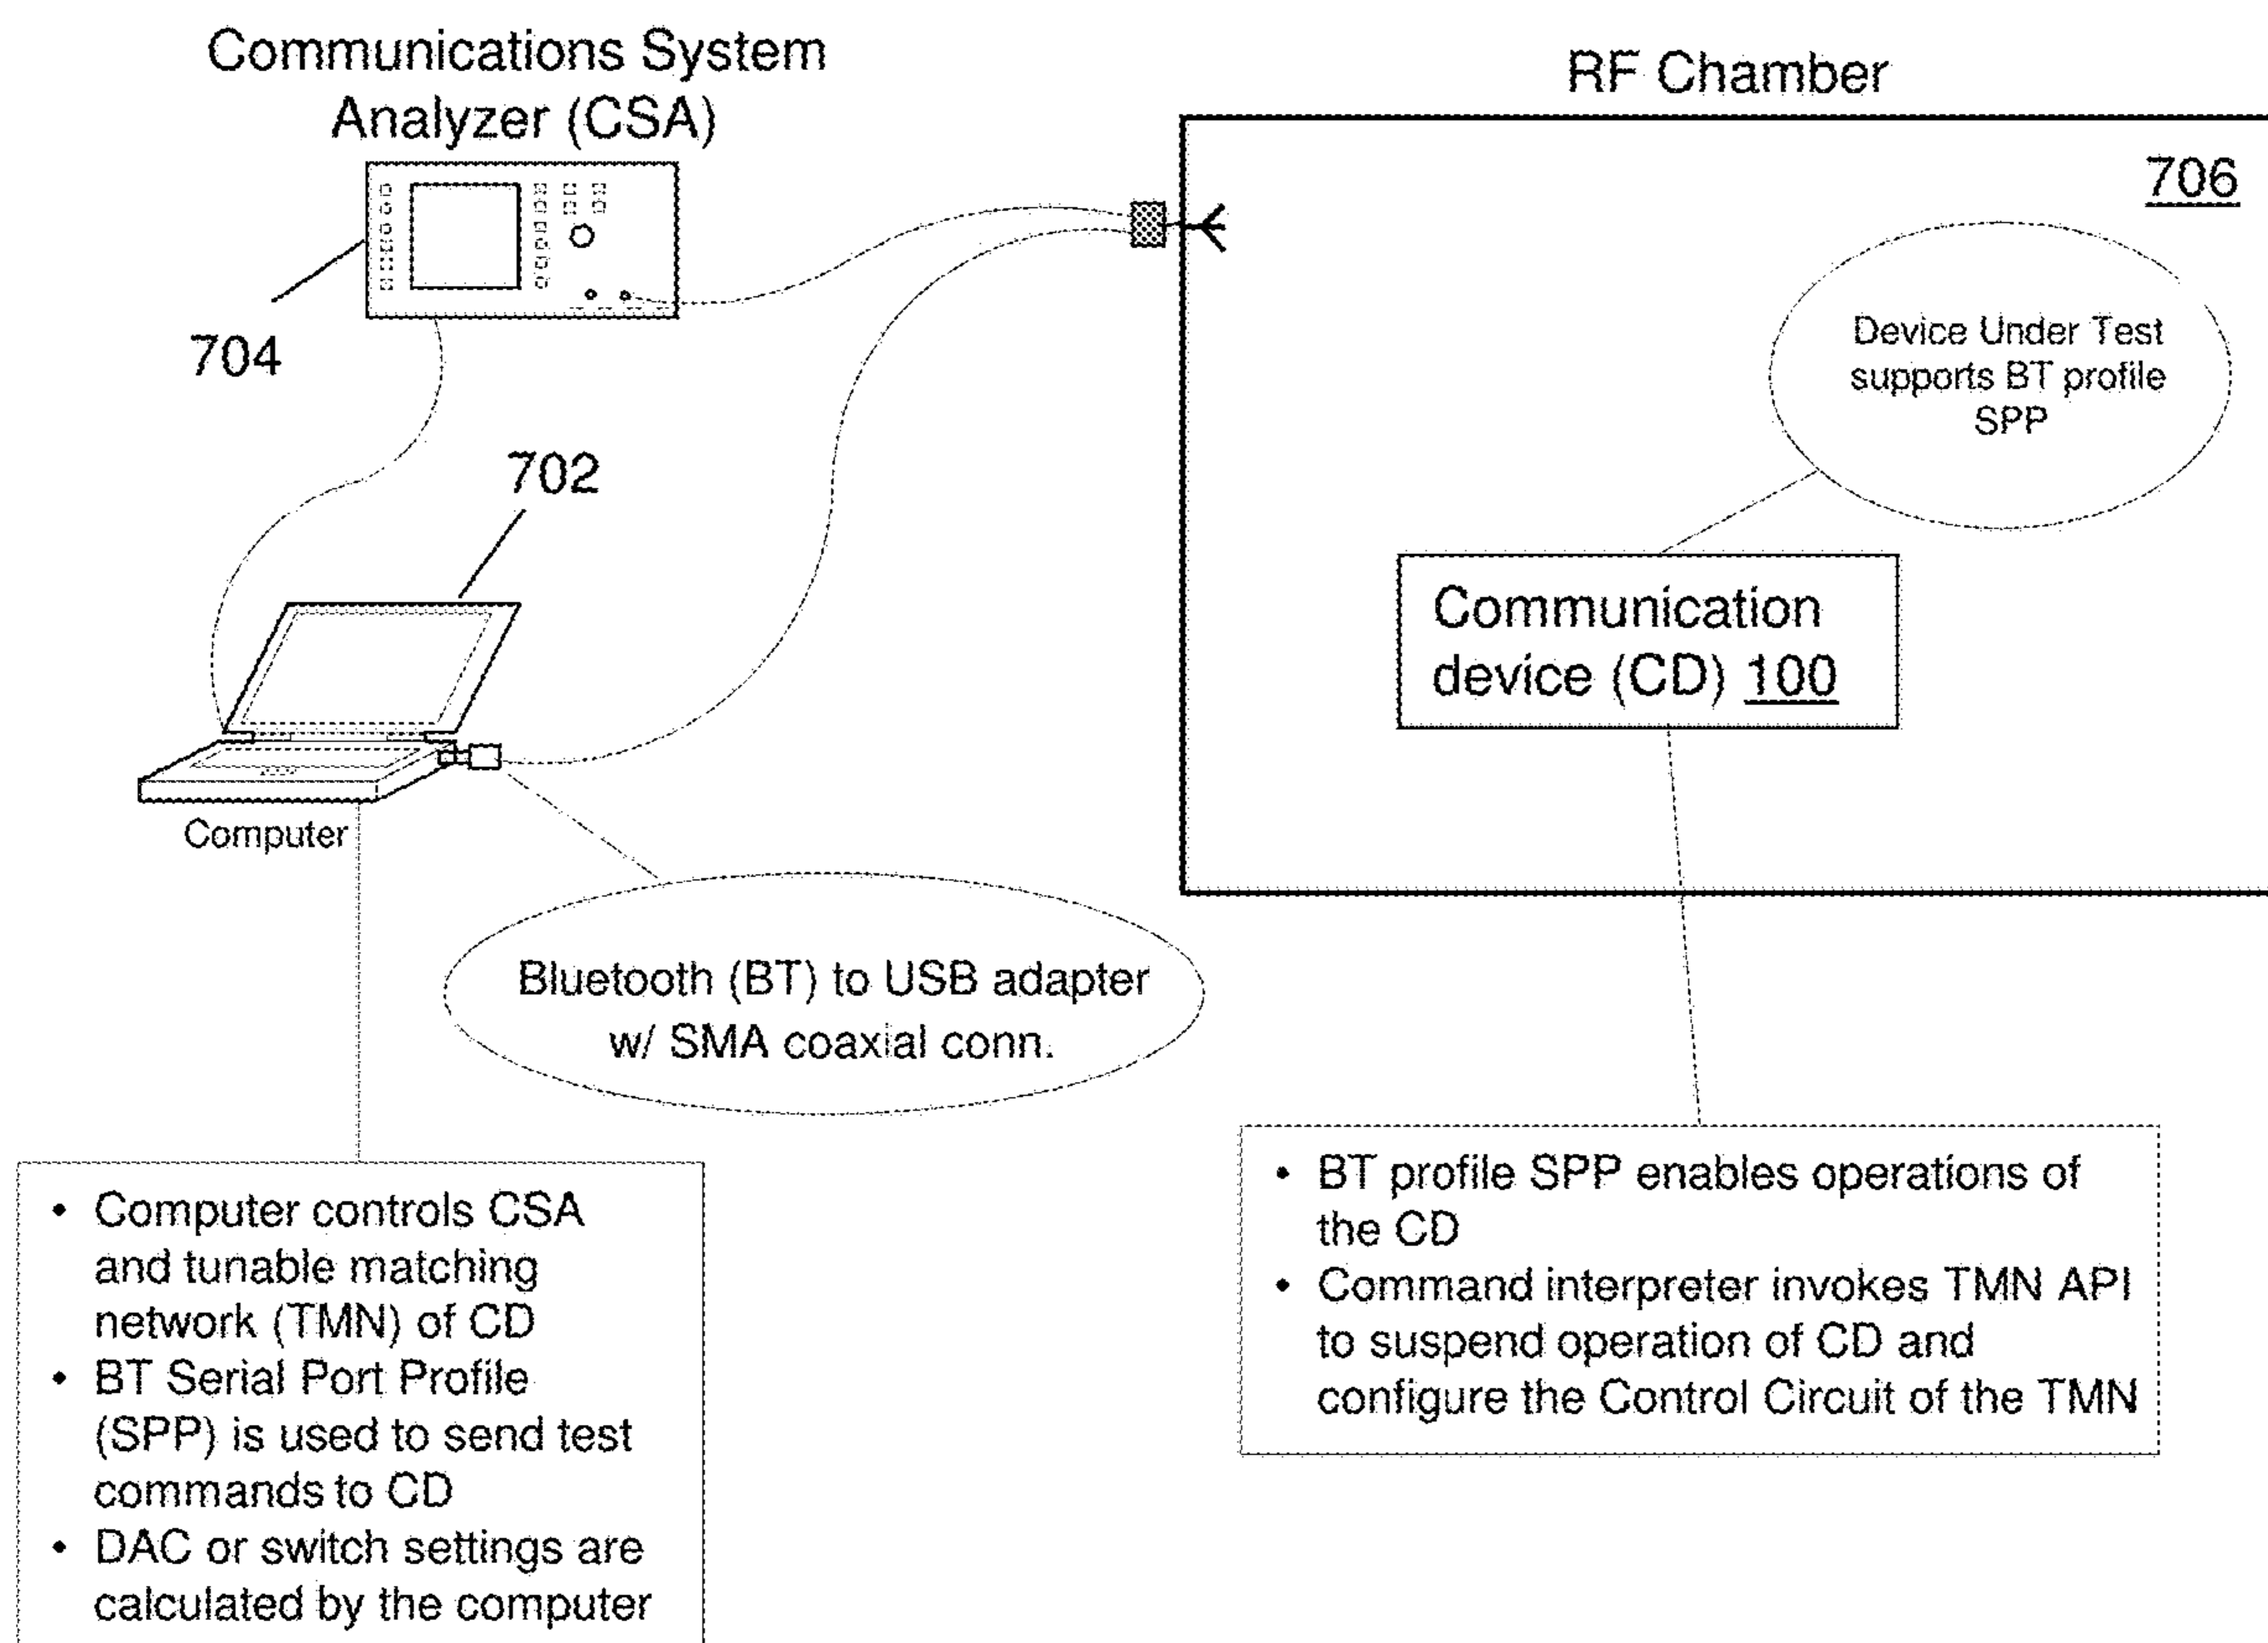 Communications System
Analyzer (CSA)
704
702
Computer
RF Chamber
706
Device Under Test
supports BT profile
SPP
Communication
device (CD) 100
Bluetooth (BT) to USB adapter
w/ SMA coaxial conn.
• Computer controls CSA
and tunable matching
network (TMN) of CD
• BT Serial Port Profile
(SPP) is used to send test
commands to CD
• DAC or switch settings are
calculated by the computer
• BT profile SPP enables operations of
the CD
• Command interpreter invokes TMN API
to suspend operation of CD and
configure the Control Circuit of the TMN